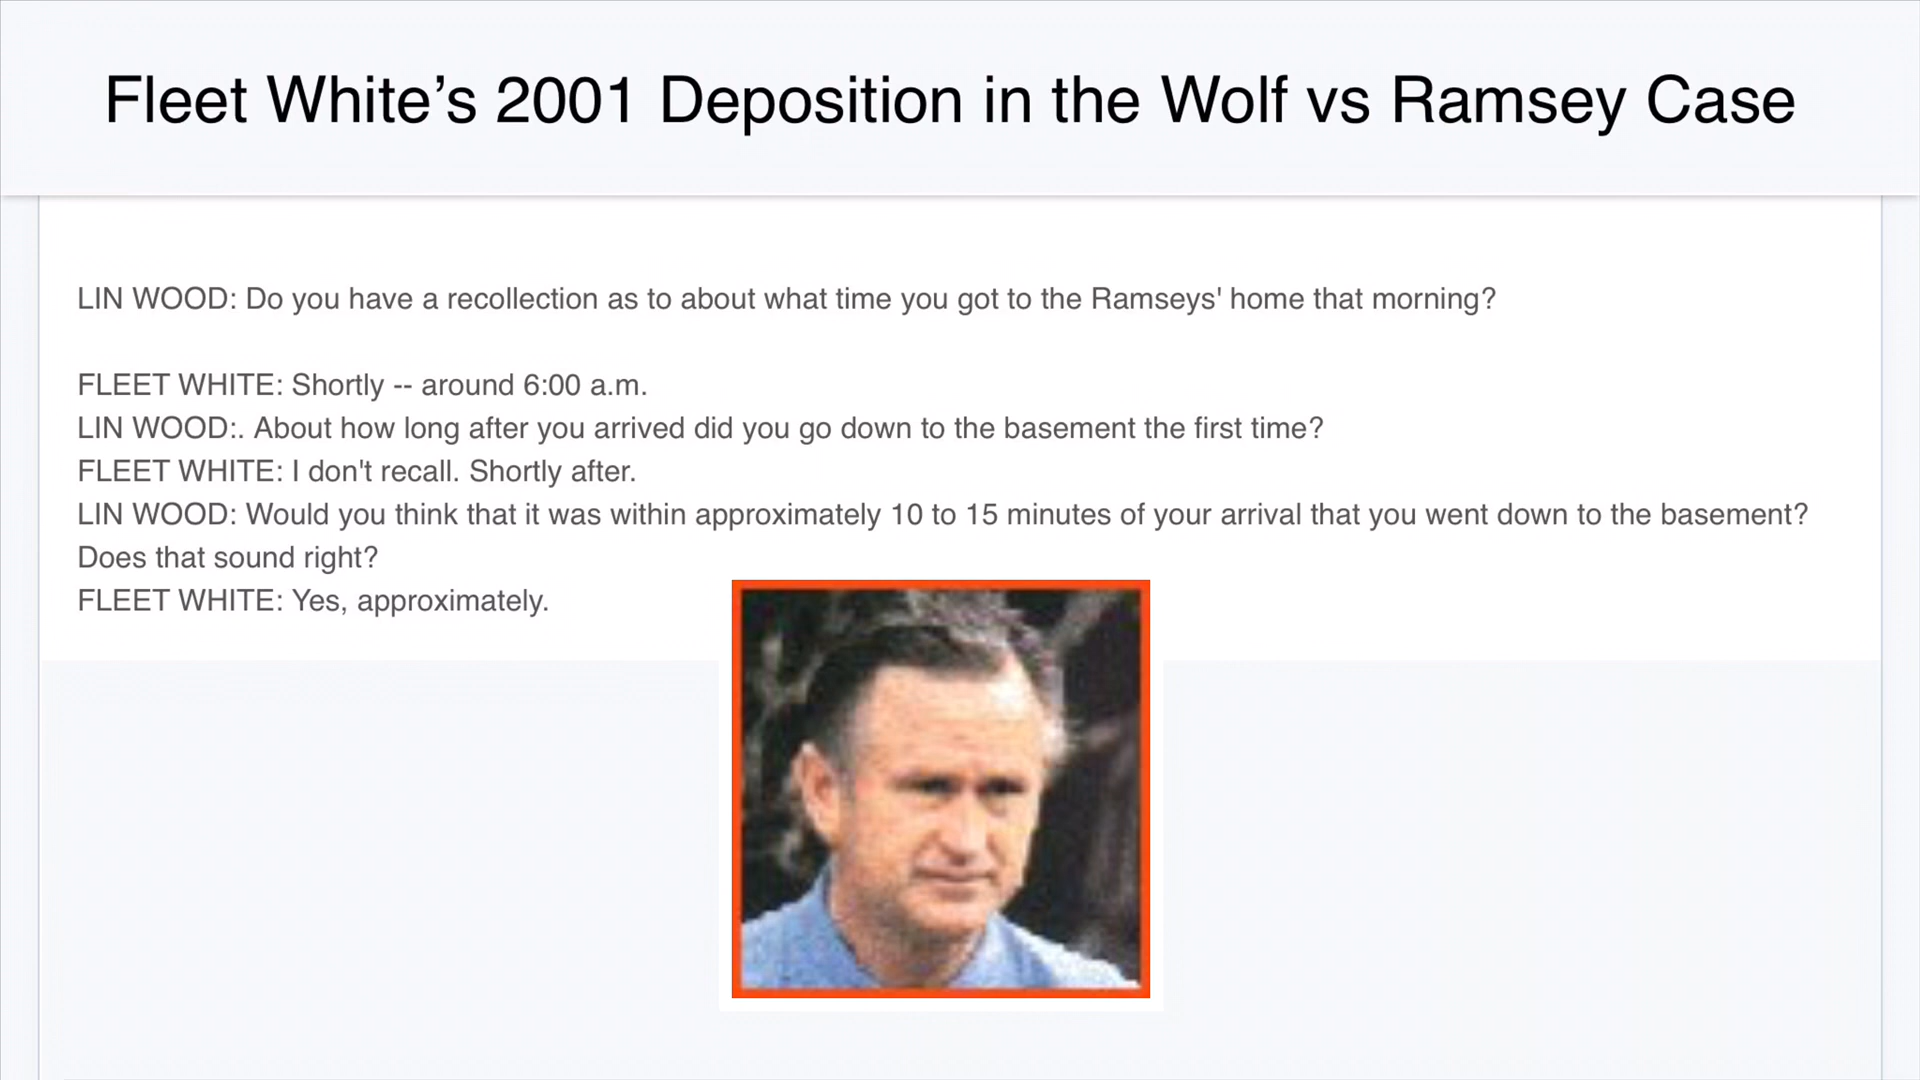 Fleet White’s 2001 Deposition in the Wolf vs Ramsey Case
LIN WOOD: Do you have a recollection as to about what time you got to the Ramseys' home that morning?
FLEET WHITE: Shortly -- around 6:00 a.m.
LIN WOOD:. About how long after you arrived did you go down to the basement the first time?
FLEET WHITE: I don't recall. Shortly after.
LIN WOOD: Would you think that it was within approximately 10 to 15 minutes of your arrival that you went down to the basement?
Does that sound right?
FLEET WHITE: Yes, approximately.